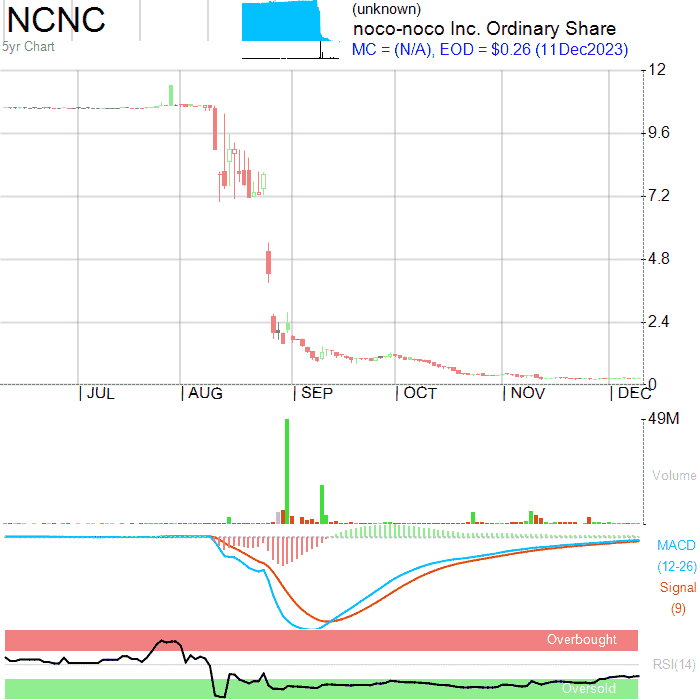 NCNC
(unknown)
noco-noco Inc. Ordinary Share
5yr Chart
MC = (N/A), EOD = $0.26 (11Dec2023)
12
9.6
7.2
4.8
2.4
0
JUL AUG SEP OCT NOV DEC
49M
Volume
MACD
(12-26)
Signal
(9)
Overbought
RSI(14)
Oversold